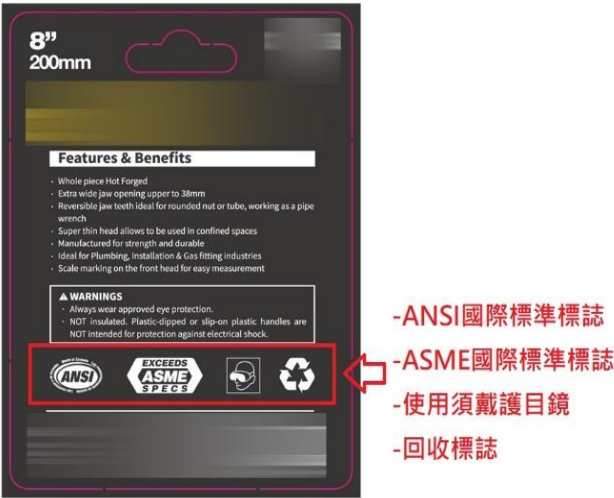 8”
200mm
Features & Benefits
· Whole piece Hot Forged
· Extra wide jaw opening upper to 38mm
· Reversible jaw teeth ideal for rounded nut or tube, working as a pipe
wrench
· Super thin head allows to be used in confined spaces
· Manufactured for strength and durable
· Ideal for Plumbing, Installation & Gas fitting industries
· Scale marking on the front head for easy measurement
WARNINGS
· Always wear approved eye protection.
· NOT insulated. Plastic-dipped or slip-on plastic handles are
NOT intended for protection against electrical shock.
ANSI
EXCEEDS
ASME
SPECS
-ANSI國際標準標誌
-ASME國際標準標誌
-使用須戴護目鏡
-回收標誌